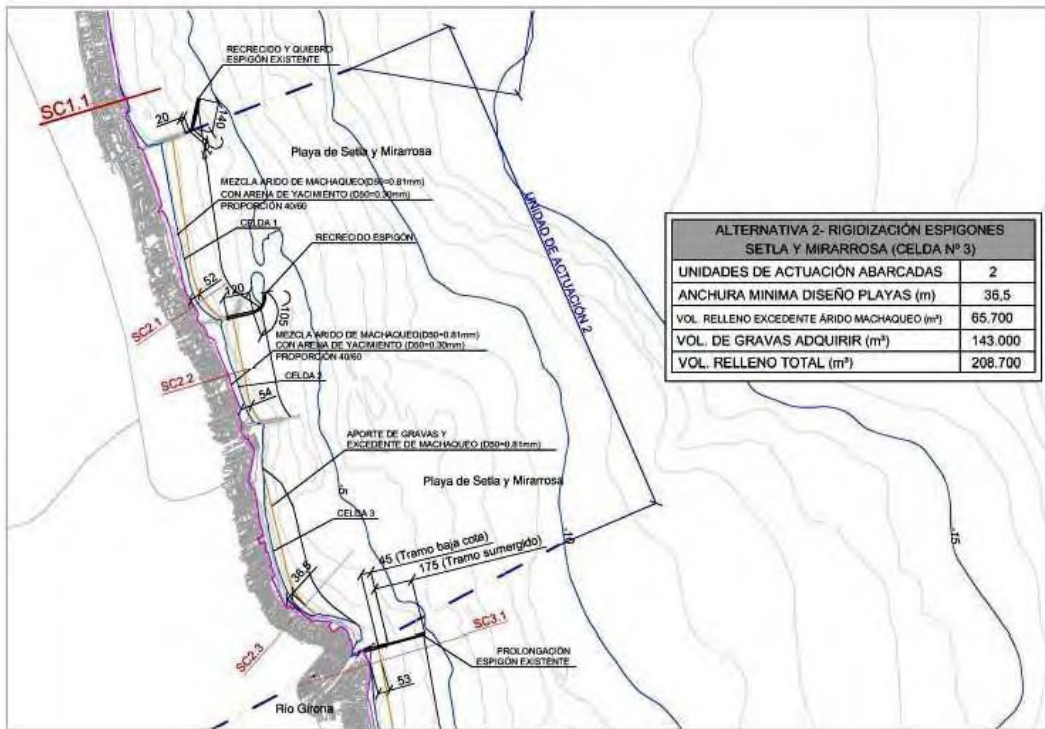 RECRECIDO Y QUIEBRO
ESPIGÓN EXISTENTE
SC1.1
20
140
Playa de Setla y Mirarrosa
MEZCLA ARIDO DE MACHAQUEO(D50=0.81mm)
CON ARENA DE YACIMIENTO (D50=0.30mm)
PROPORCIÓN 40/60
CELDA 1
RECRECIDO ESPIGÓN
52
120
105
SC2.1
MEZCLA ARIDO DE MACHAQUEO(D50=0.81mm)
CON ARENA DE YACIMIENTO (D50=0.30mm)
PROPORCIÓN 40/60
SC2.2
CELDA 2
54
APORTE DE GRAVAS Y
EXCEDENTE DE MACHAQUEO (D50=0.81mm)
Playa de Setla y Mirarrosa
-5
CELDA 3
45 (Tramo baja cota)
175 (Tramo sumergido)
36,5
SC3.1
SC2.3
PROLONGACIÓN
ESPIGÓN EXISTENTE
53
Río Girona
UNIDAD DE ACTUACIÓN 2
-10
-15
ALTERNATIVA 2- RIGIDIZACIÓN ESPIGONES
SETLA Y MIRARROSA (CELDA Nº 3)
UNIDADES DE ACTUACIÓN ABARCADAS 2
ANCHURA MINIMA DISEÑO PLAYAS (m) 36,5
VOL. RELLENO EXCEDENTE ÁRIDO MACHAQUEO (m³) 65.700
VOL. DE GRAVAS ADQUIRIR (m³) 143.000
VOL. RELLENO TOTAL (m³) 208.700